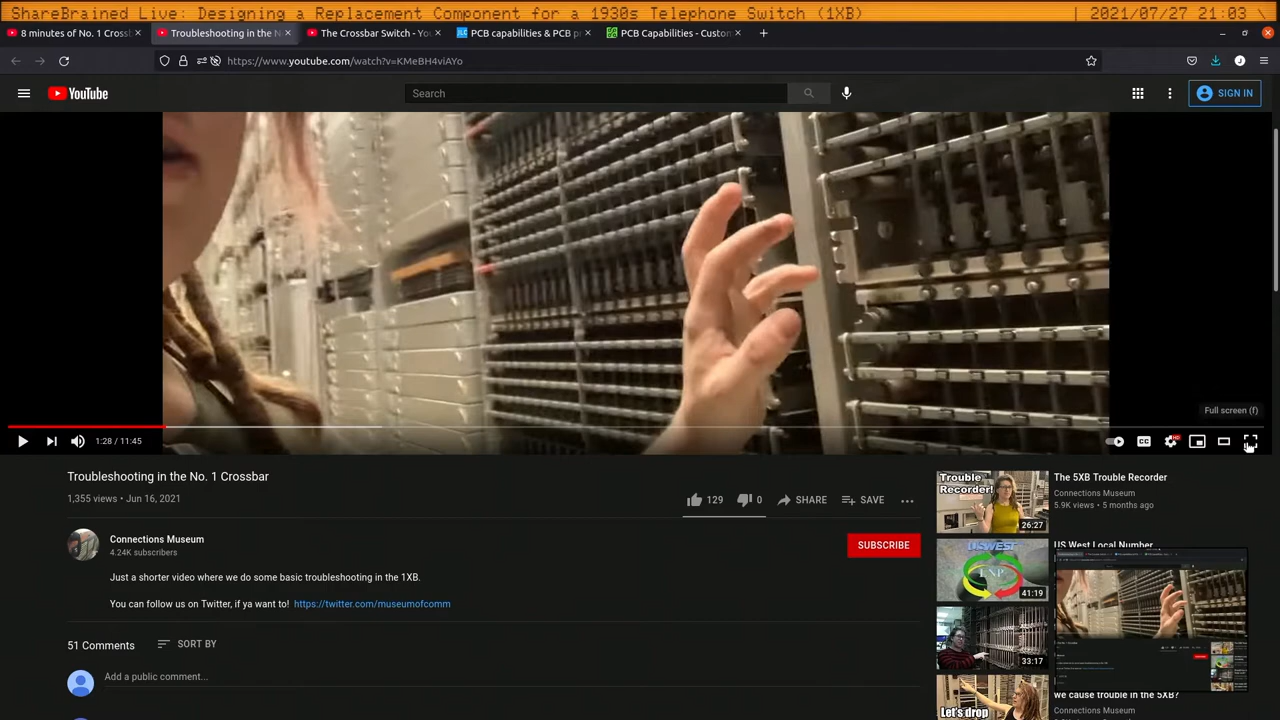 ShareBrained Live: Designing a Replacement Component for a 1930s Telephone Switch (1XB) | 2021/07/27 21:03 \
8 minutes of No. 1 Cross
Troubleshooting in the N
The Crossbar Switch - Yo
PCB capabilities & PCB p
PCB Capabilities - Custom
https://www.youtube.com/watch?v=KMeBH4viAYo
YouTube
Search
SIGN IN
Full screen (f)
1:28 / 11:45
CC
HD
Troubleshooting in the No. 1 Crossbar
1,355 views • Jun 16, 2021
129
0
SHARE
SAVE
Connections Museum
4.24K subscribers
SUBSCRIBE
Just a shorter video where we do some basic troubleshooting in the 1XB.
You can follow us on Twitter, if ya want to! https://twitter.com/museumofcomm
51 Comments
SORT BY
Add a public comment...
Trouble Recorder!
26:27
The 5XB Trouble Recorder
Connections Museum
5.9K views • 5 months ago
USWEST
LNP
41:19
US West Local Number
33:17
Let's drop
we cause trouble in the 5XB?
Connections Museum